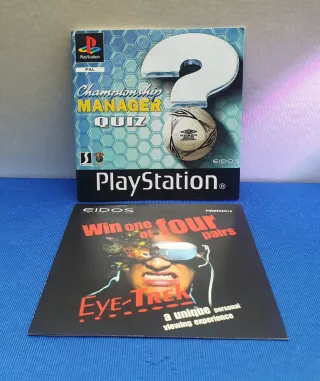 PlayStation
PAL
Championship
MANAGER
QUIZ
EIDOS
PlayStation®
EIDOS
Win one
of four
pairs
EYE-TREK
a unique personal
viewing experience